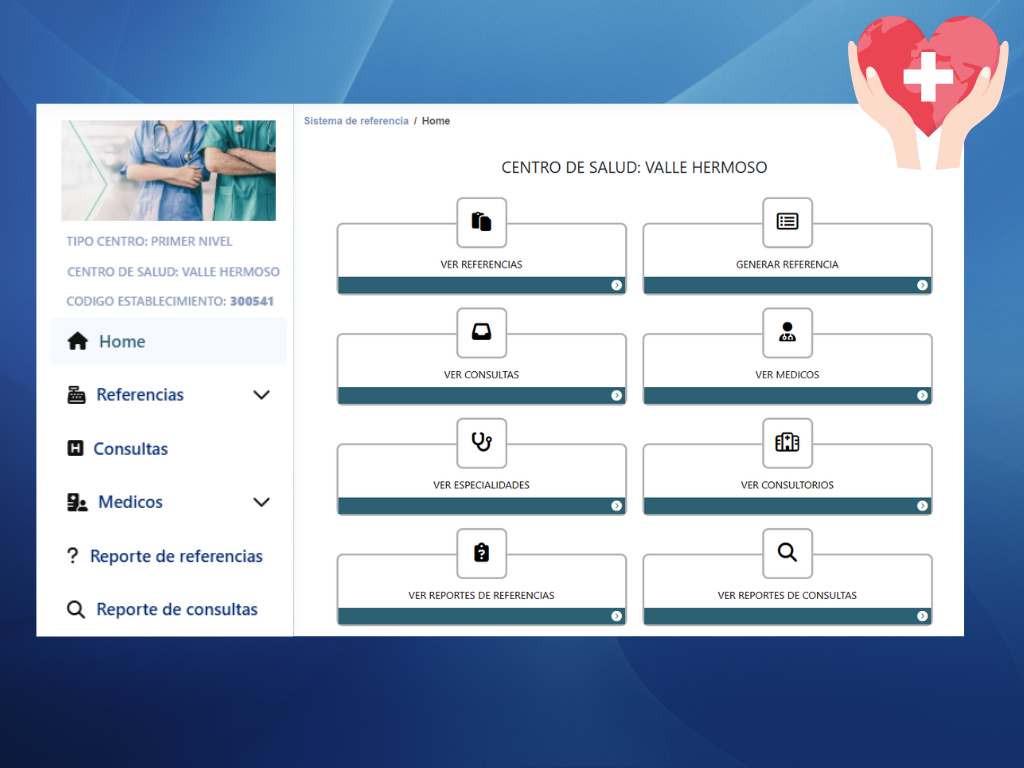 TIPO CENTRO: PRIMER NIVEL
CENTRO DE SALUD: VALLE HERMOSO
CODIGO ESTABLECIMIENTO: 300541
Home
Referencias
H Consultas
Medicos
? Reporte de referencias
Reporte de consultas
Sistema de referencia / Home
CENTRO DE SALUD: VALLE HERMOSO
VER REFERENCIAS
GENERAR REFERENCIA
VER CONSULTAS
VER MEDICOS
VER ESPECIALIDADES
VER CONSULTORIOS
VER REPORTES DE REFERENCIAS
VER REPORTES DE CONSULTAS